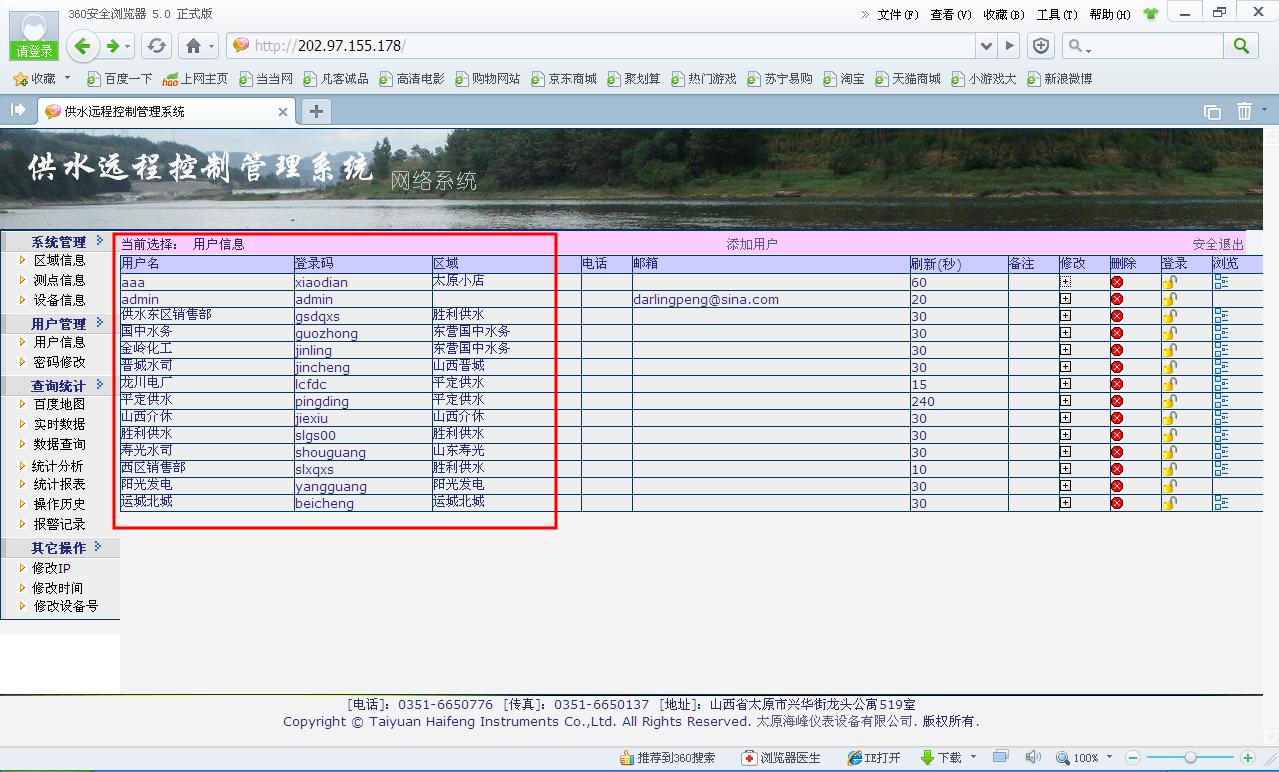 360安全浏览器 5.0 正式版
» 文件(F) 查看(V) 收藏(B) 工具(T) 帮助(H)
请登录
http://202.97.155.178/
收藏 百度一下 hao 上网主页 当当网 凡客诚品 高清电影 购物网站 京东商城 聚划算 热门游戏 苏宁易购 淘宝 天猫商城 小游戏大 新浪微博
供水远程控制管理系统
供水远程控制管理系统 网络系统
系统管理
区域信息
测点信息
设备信息
用户管理
用户信息
密码修改
查询统计
百度地图
实时数据
数据查询
统计分析
统计报表
操作历史
报警记录
其它操作
修改IP
修改时间
修改设备号
当前选择: 用户信息 添加用户 安全退出
用户名 登录码 区域 电话 邮箱 刷新(秒) 备注 修改 删除 登录 浏览
aaa xiaodian 太原小店 60
admin admin darlingpeng@sina.com 20
供水东区销售部 gsdqxs 胜利供水 30
国中水务 guozhong 东营国中水务 30
金岭化工 jinling 东营国中水务 30
晋城水司 jincheng 山西晋城 30
龙川电厂 lcfdc 平定供水 15
平定供水 pingding 平定供水 240
山西介休 jiexiu 山西介休 30
胜利供水 slgs00 胜利供水 30
寿光水司 shouguang 山东寿光 30
西区销售部 slxqxs 胜利供水 10
阳光发电 yangguang 阳光发电 30
运城北城 beicheng 运城北城 30
[电话]: 0351-6650776 [传真]: 0351-6650137 [地址]: 山西省太原市兴华街龙头公寓519室
Copyright © Taiyuan Haifeng Instruments Co.,Ltd. All Rights Reserved. 太原海峰仪表设备有限公司. 版权所有.
推荐到360搜索 浏览器医生 IE打开 下载 100%